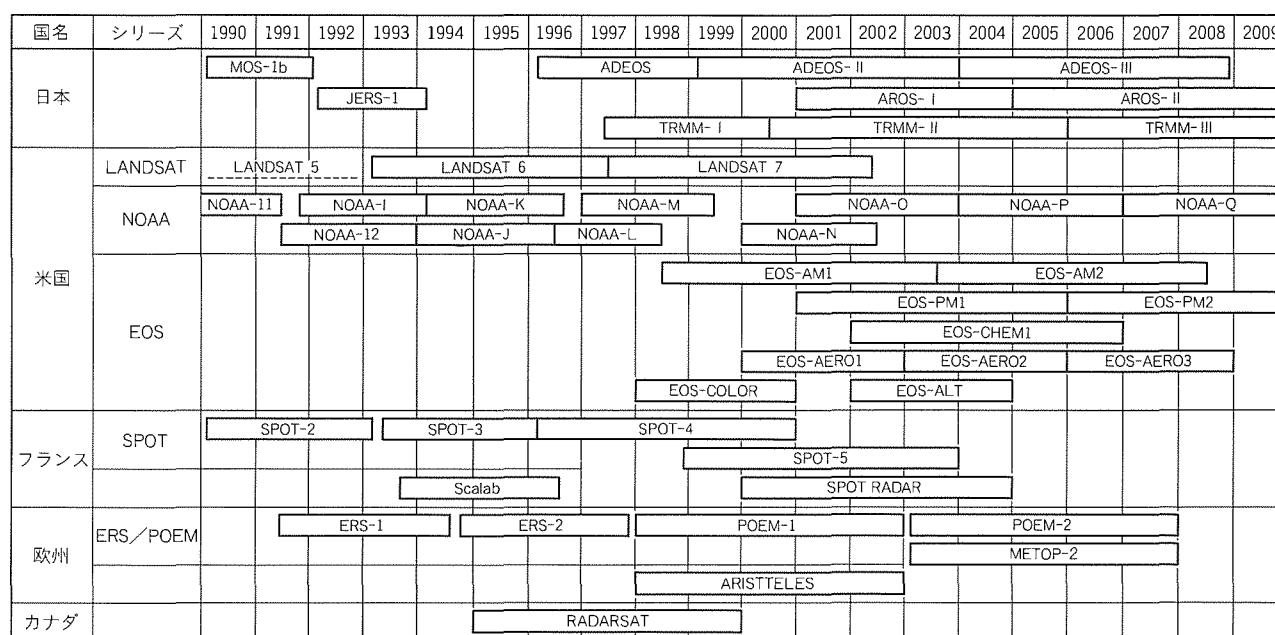 国名 シリーズ 1990 1991 1992 1993 1994 1995 1996 1997 1998 1999 2000 2001 2002 2003 2004 2005 2006 2007 2008 2009
日本 MOS-1b ADEOS ADEOS-II ADEOS-III
JERS-1 AROS-I AROS-II
TRMM-I TRMM-II TRMM-III
米国 LANDSAT LANDSAT 5 LANDSAT 6 LANDSAT 7
NOAA NOAA-11 NOAA-I NOAA-K NOAA-M NOAA-O NOAA-P NOAA-Q
NOAA-12 NOAA-J NOAA-L NOAA-N
EOS EOS-AM1 EOS-AM2
EOS-PM1 EOS-PM2
EOS-CHEM1
EOS-AERO1 EOS-AERO2 EOS-AERO3
EOS-COLOR EOS-ALT
フランス SPOT SPOT-2 SPOT-3 SPOT-4
SPOT-5
Scalab SPOT RADAR
欧州 ERS/POEM ERS-1 ERS-2 POEM-1 POEM-2
METOP-2
ARISTTELES
カナダ RADARSAT